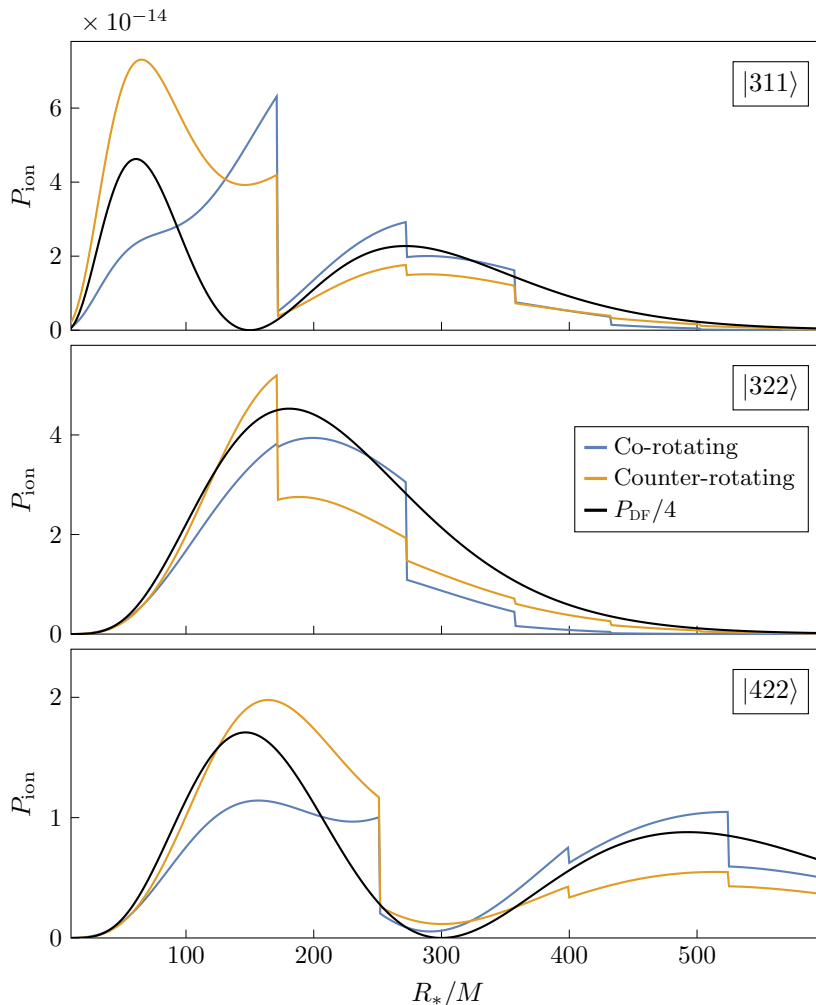 × 10⁻¹⁴
|311⟩
6
4
2
0
P_ion
|322⟩
4
2
0
P_ion
Co-rotating
Counter-rotating
P_DF/4
|422⟩
2
1
0
P_ion
100 200 300 400 500
R_*/M